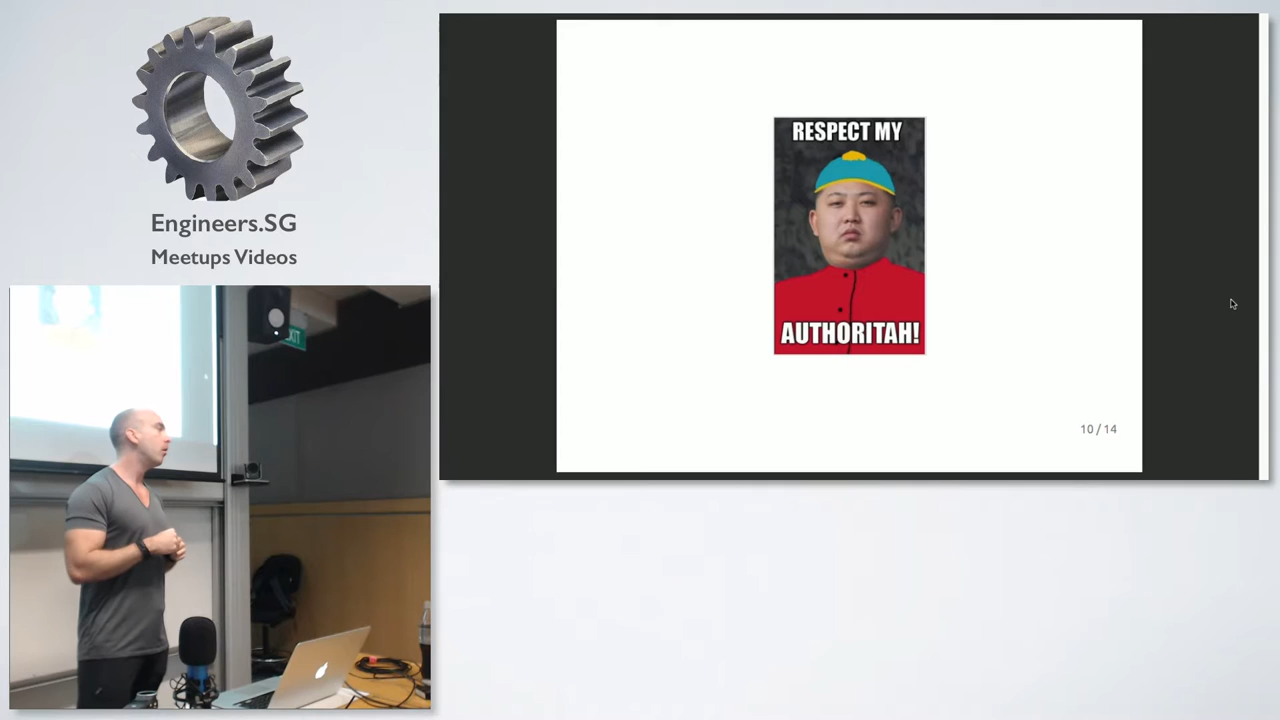 Engineers.SG
Meetups Videos
RESPECT MY
AUTHORITAH!
10 / 14